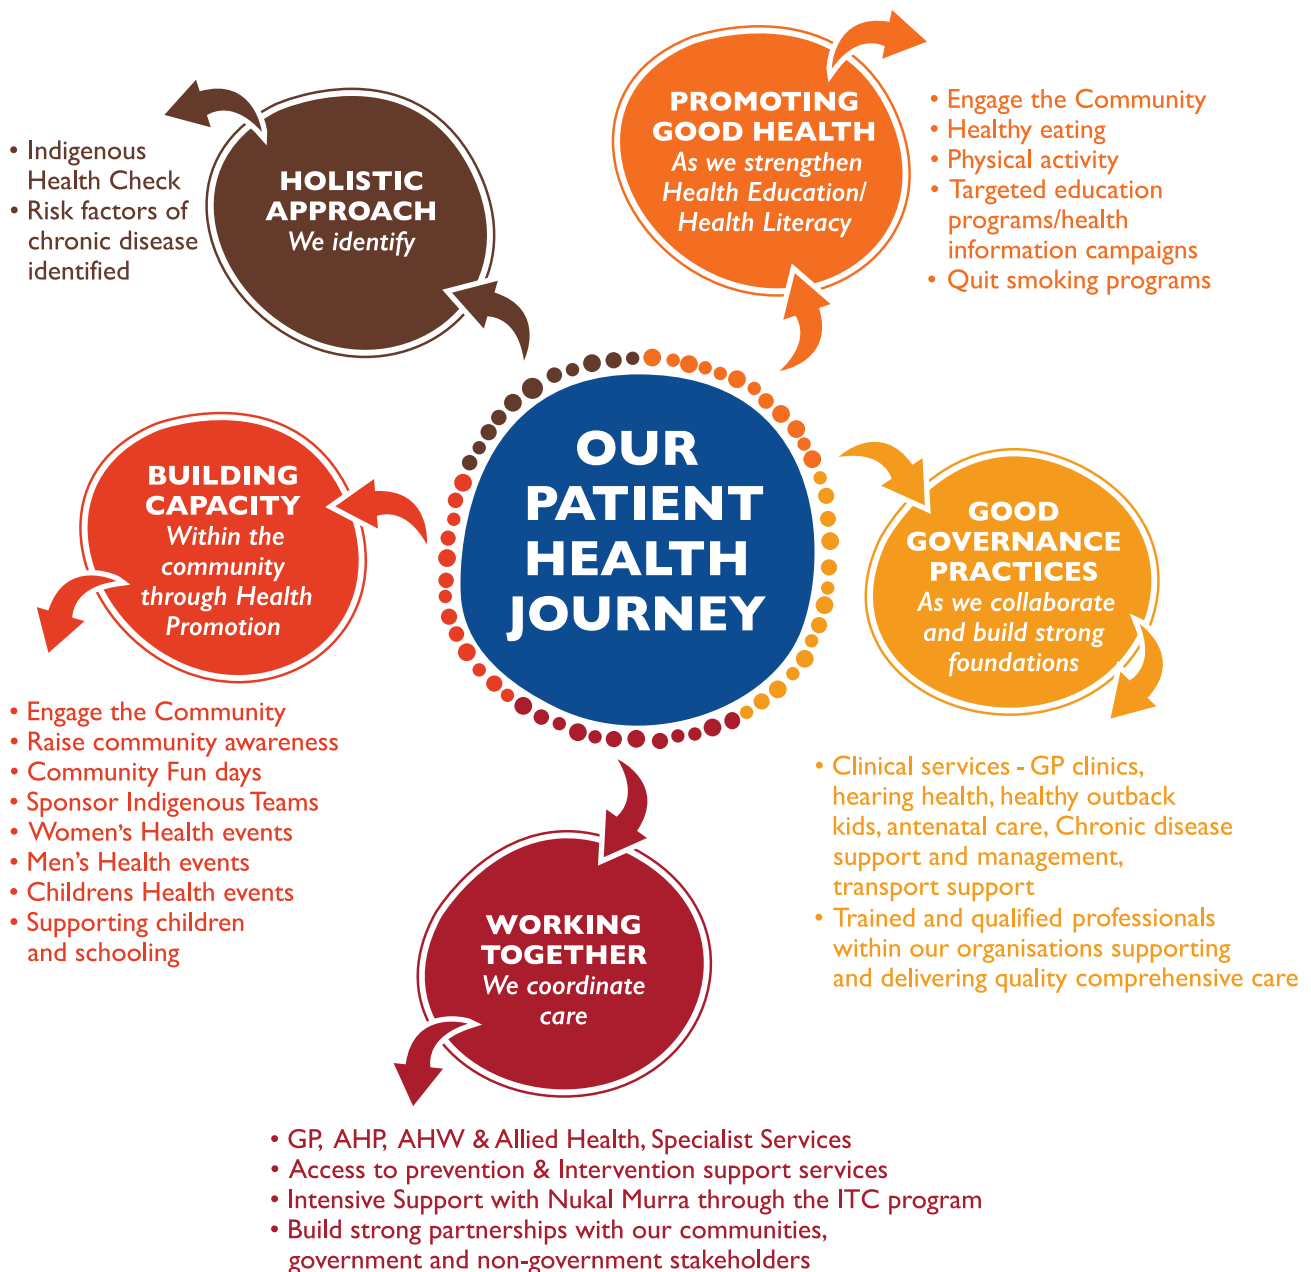 OUR
PATIENT
HEALTH
JOURNEY
HOLISTIC
APPROACH
We identify
• Indigenous
Health Check
• Risk factors of
chronic disease
identified
PROMOTING
GOOD HEALTH
As we strengthen
Health Education/
Health Literacy
• Engage the Community
• Healthy eating
• Physical activity
• Targeted education
programs/health
information campaigns
• Quit smoking programs
GOOD
GOVERNANCE
PRACTICES
As we collaborate
and build strong
foundations
• Clinical services - GP clinics,
hearing health, healthy outback
kids, antenatal care, Chronic disease
support and management,
transport support
• Trained and qualified professionals
within our organisations supporting
and delivering quality comprehensive care
WORKING
TOGETHER
We coordinate
care
• GP, AHP, AHW & Allied Health, Specialist Services
• Access to prevention & Intervention support services
• Intensive Support with Nukal Murra through the ITC program
• Build strong partnerships with our communities,
government and non-government stakeholders
BUILDING
CAPACITY
Within the
community
through Health
Promotion
• Engage the Community
• Raise community awareness
• Community Fun days
• Sponsor Indigenous Teams
• Women's Health events
• Men's Health events
• Childrens Health events
• Supporting children
and schooling